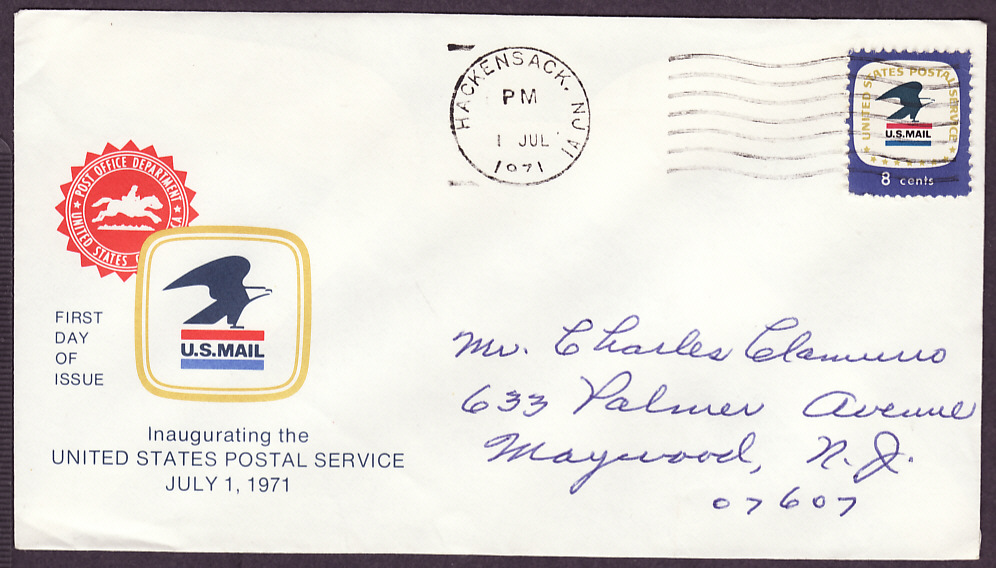 HACKENSACK, NJ
PM
1 JUL
1971
UNITED STATES POSTAL SERVICE
U.S.MAIL
8 cents
POST OFFICE DEPARTMENT
UNITED STATES
U.S.MAIL
FIRST
DAY
OF
ISSUE
Inaugurating the
UNITED STATES POSTAL SERVICE
JULY 1, 1971
Mr. Charles
633 Palmer Avenue
Maywood, N.J.
07607